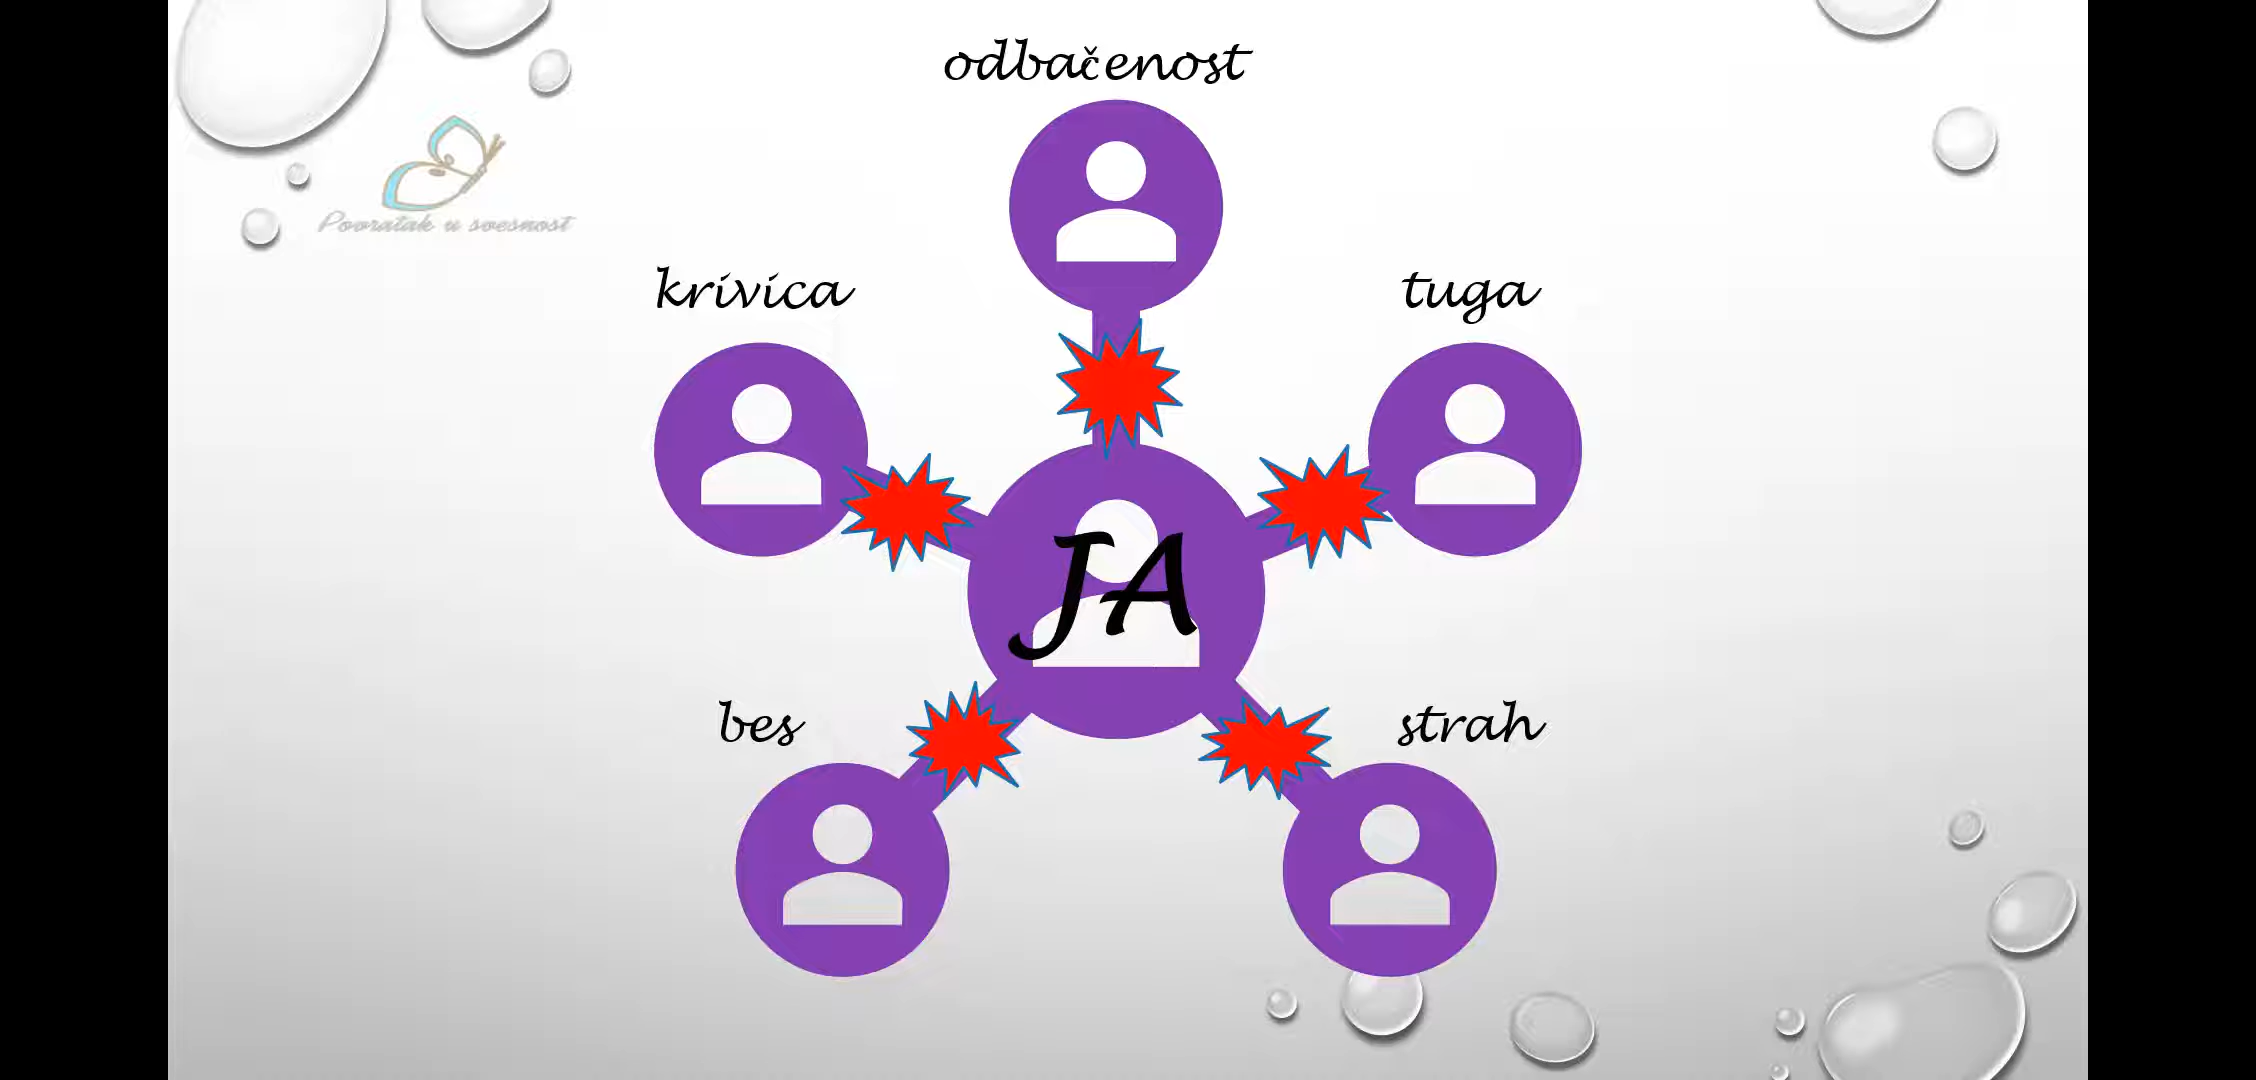 odbačenost
Povratak u svesnost
krivica
tuga
JA
bes
strah